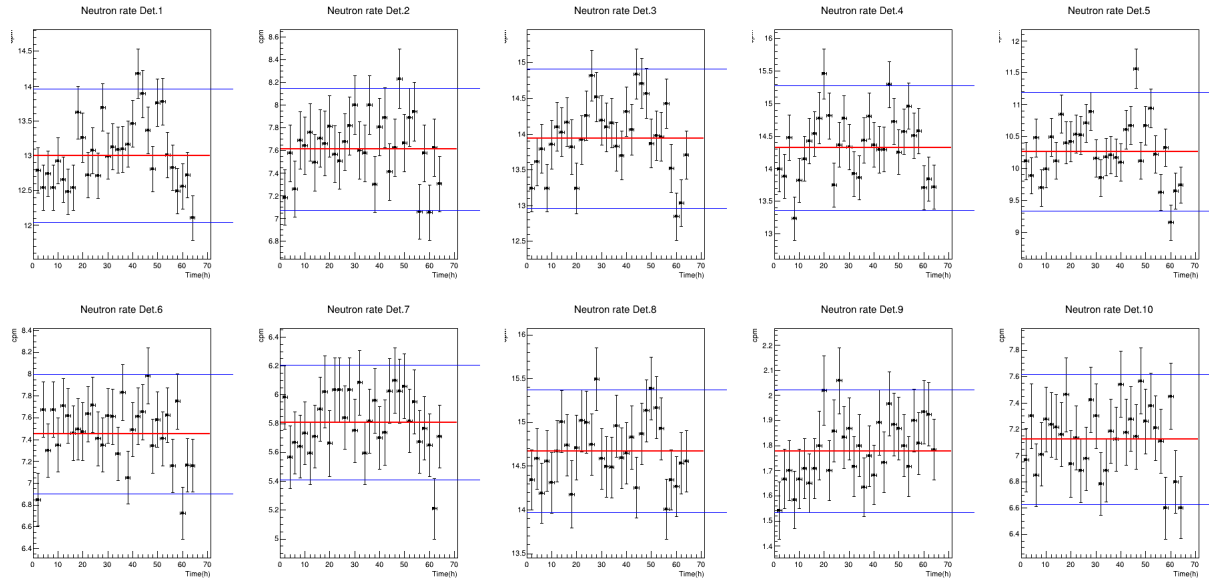 Neutron rate Det.1
14.5
14
13.5
13
12.5
12
0 10 20 30 40 50 60 70
Time(h)
Neutron rate Det.2
cpm
8.6
8.4
8.2
8
7.8
7.6
7.4
7.2
7
6.8
0 10 20 30 40 50 60 70
Time(h)
Neutron rate Det.3
15
14.5
14
13.5
13
12.5
0 10 20 30 40 50 60 70
Time(h)
Neutron rate Det.4
16
15.5
15
14.5
14
13.5
13
0 10 20 30 40 50 60 70
Time(h)
Neutron rate Det.5
12
11.5
11
10.5
10
9.5
9
0 10 20 30 40 50 60 70
Time(h)
Neutron rate Det.6
cpm
8.4
8.2
8
7.8
7.6
7.4
7.2
7
6.8
6.6
6.4
0 10 20 30 40 50 60 70
Time(h)
Neutron rate Det.7
cpm
6.4
6.2
6
5.8
5.6
5.4
5.2
5
0 10 20 30 40 50 60 70
Time(h)
Neutron rate Det.8
16
15.5
15
14.5
14
13.5
0 10 20 30 40 50 60 70
Time(h)
Neutron rate Det.9
cpm
2.2
2.1
2
1.9
1.8
1.7
1.6
1.5
1.4
0 10 20 30 40 50 60 70
Time(h)
Neutron rate Det.10
cpm
7.8
7.6
7.4
7.2
7
6.8
6.6
6.4
0 10 20 30 40 50 60 70
Time(h)